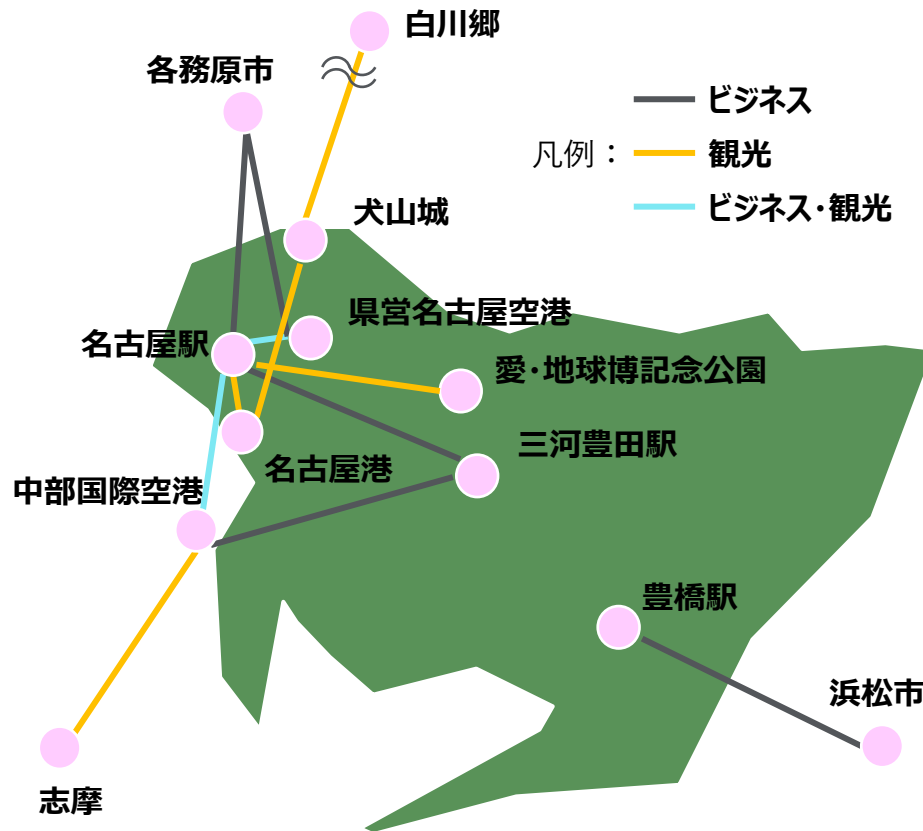 白川郷
各務原市
ビジネス
凡例：
観光
ビジネス・観光
犬山城
県営名古屋空港
名古屋駅
愛・地球博記念公園
三河豊田駅
名古屋港
中部国際空港
豊橋駅
浜松市
志摩